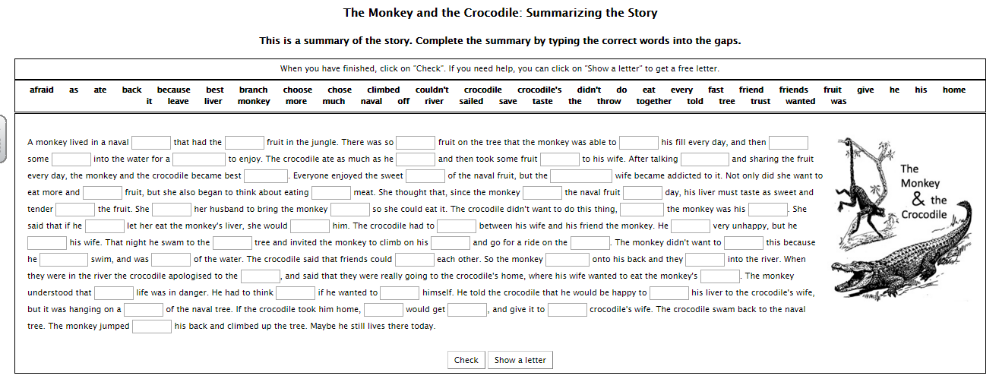 The Monkey and the Crocodile: Summarizing the Story
This is a summary of the story. Complete the summary by typing the correct words into the gaps.
When you have finished, click on "Check". If you need help, you can click on "Show a letter" to get a free letter.
afraid as ate back because best branch choose chose climbed couldn't crocodile crocodile's didn't do eat every fast friend friends fruit give he his home
it leave liver monkey more much naval off river sailed save taste the throw together told tree trust wanted was
A monkey lived in a naval that had the fruit in the jungle. There was so fruit on the tree that the monkey was able to his fill every day, and then
some into the water for a to enjoy. The crocodile ate as much as he and then took some fruit to his wife. After talking and sharing the fruit
every day, the monkey and the crocodile became best . Everyone enjoyed the sweet of the naval fruit, but the wife became addicted to it. Not only did she want to
eat more and fruit, but she also began to think about eating meat. She thought that, since the monkey the naval fruit day, his liver must taste as sweet and
tender the fruit. She her husband to bring the monkey so she could eat it. The crocodile didn't want to do this thing, the monkey was his . She
said that if he let her eat the monkey's liver, she would him. The crocodile had to between his wife and his friend the monkey. He very unhappy, but he
his wife. That night he swam to the tree and invited the monkey to climb on his and go for a ride on the . The monkey didn't want to this because
he swim, and was of the water. The crocodile said that friends could each other. So the monkey onto his back and they into the river. When
they were in the river the crocodile apologised to the , and said that they were really going to the crocodile's home, where his wife wanted to eat the monkey's . The monkey
understood that life was in danger. He had to think if he wanted to himself. He told the crocodile that he would be happy to his liver to the crocodile's wife,
but it was hanging on a of the naval tree. If the crocodile took him home, would get , and give it to crocodile's wife. The crocodile swam back to the naval
tree. The monkey jumped his back and climbed up the tree. Maybe he still lives there today.
The
Monkey
& the
Crocodile
Check Show a letter